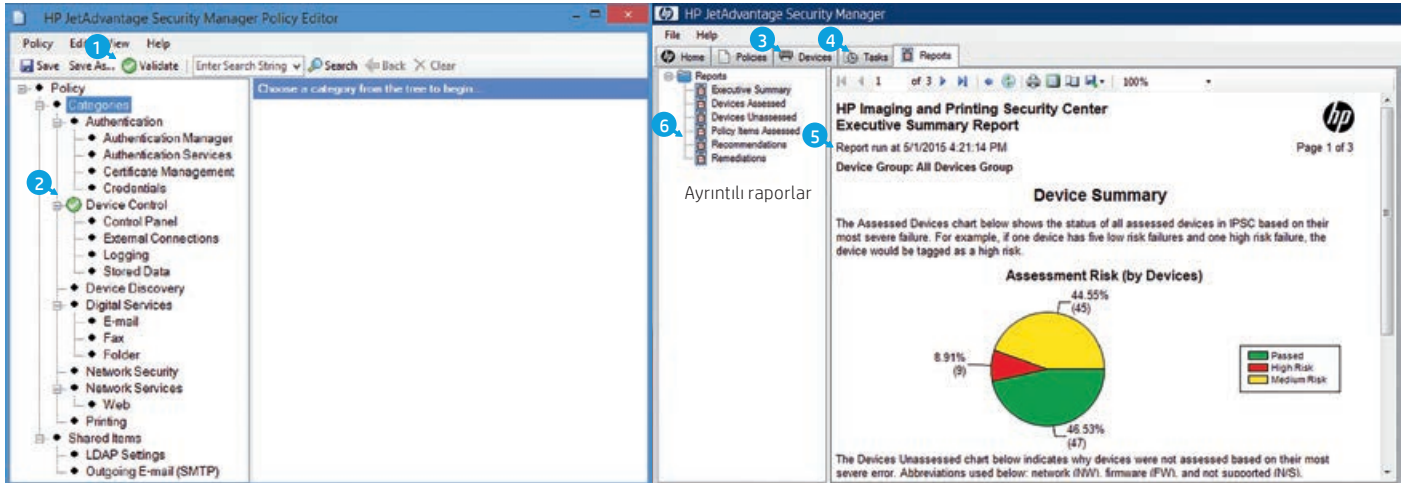 HP JetAdvantage Security Manager Policy Editor
Policy Edit View Help
1
Save Save As... Validate Enter Search String Search Back Clear
Policy
Categories
Authentication
Authentication Manager
Authentication Services
Certificate Management
Credentials
2
Device Control
Control Panel
External Connections
Logging
Stored Data
Device Discovery
Digital Services
E-mail
Fax
Folder
Network Security
Network Services
Web
Printing
Shared Items
LDAP Settings
Outgoing E-mail (SMTP)
Choose a category from the tree to begin...
HP JetAdvantage Security Manager
File Help
3
4
Home Policies Devices Tasks Reports
Reports
Executive Summary
Devices Assessed
Devices Unassessed
Policy Items Assessed
Recommendations
Remediations
6
5
Ayrıntılı raporlar
1 of 3 100%
HP Imaging and Printing Security Center
Executive Summary Report
hp
Report run at 5/1/2015 4:21:14 PM
Page 1 of 3
Device Group: All Devices Group
Device Summary
The Assessed Devices chart below shows the status of all assessed devices in IPSC based on their
most severe failure. For example, if one device has five low risk failures and one high risk failure, the
device would be tagged as a high risk.
Assessment Risk (by Devices)
44.55%
(45)
8.91%
(9)
46.53%
(47)
Passed
High Risk
Medium Risk
The Devices Unassessed chart below indicates why devices were not assessed based on their most
severe error. Abbreviations used below: network (NW), firmware (FW), and not supported (N/S).